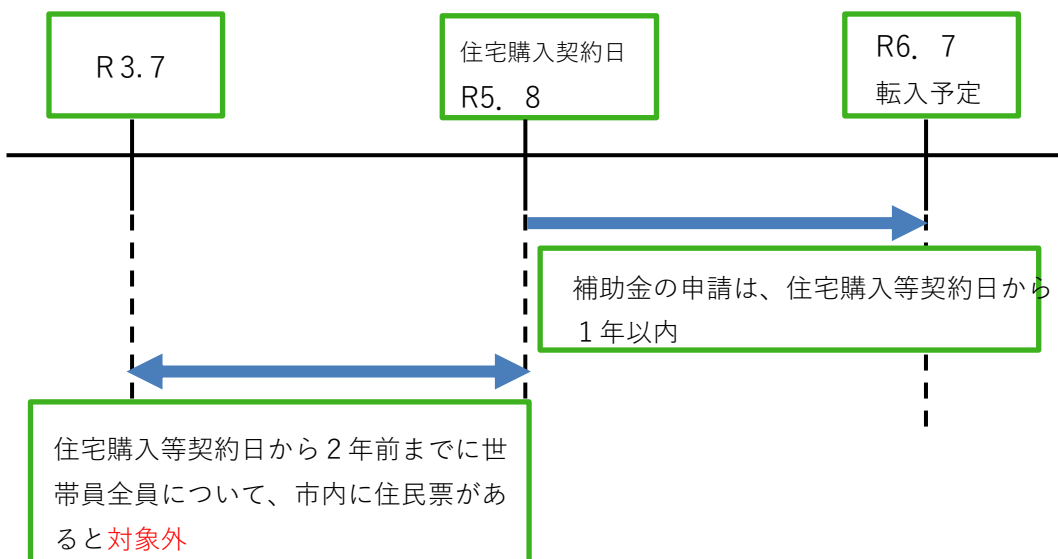 R3.7
住宅購入契約日
R5．8
R6．7
転入予定
補助金の申請は、住宅購入等契約日から
１年以内
住宅購入等契約日から２年前までに世
帯員全員について、市内に住民票があ
ると対象外